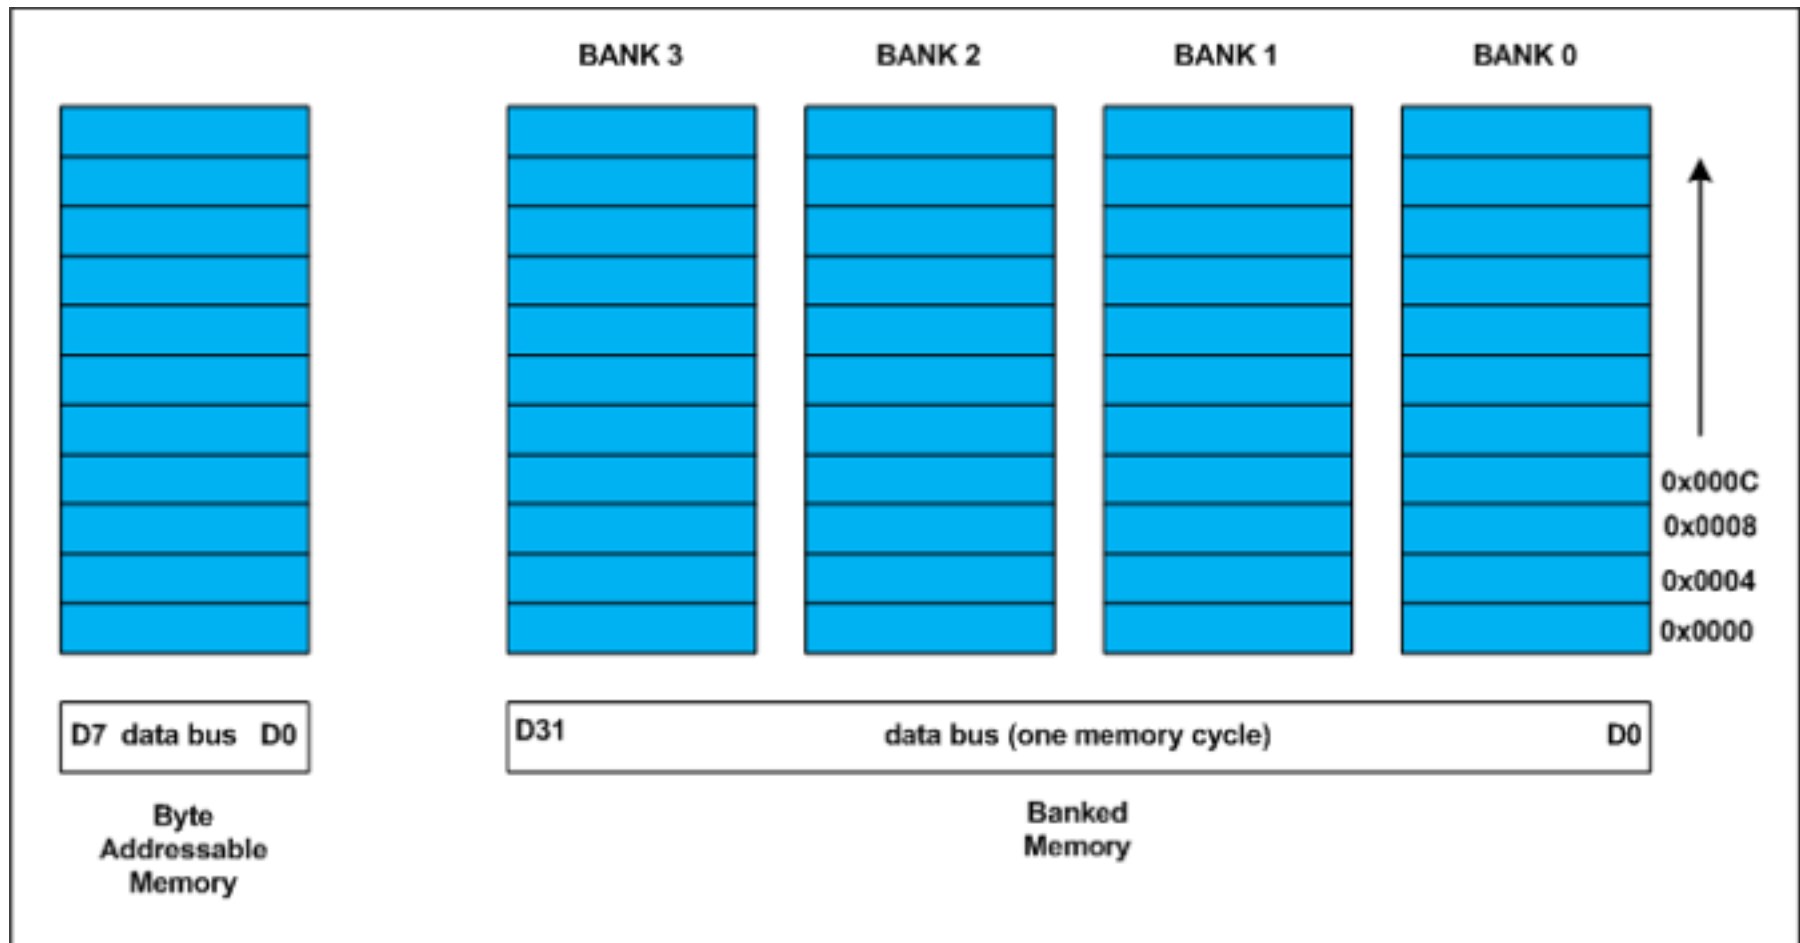 BANK 3
BANK 2
BANK 1
BANK 0
0x000C
0x0008
0x0004
0x0000
D7 data bus D0
D31 data bus (one memory cycle) D0
Byte
Addressable
Memory
Banked
Memory